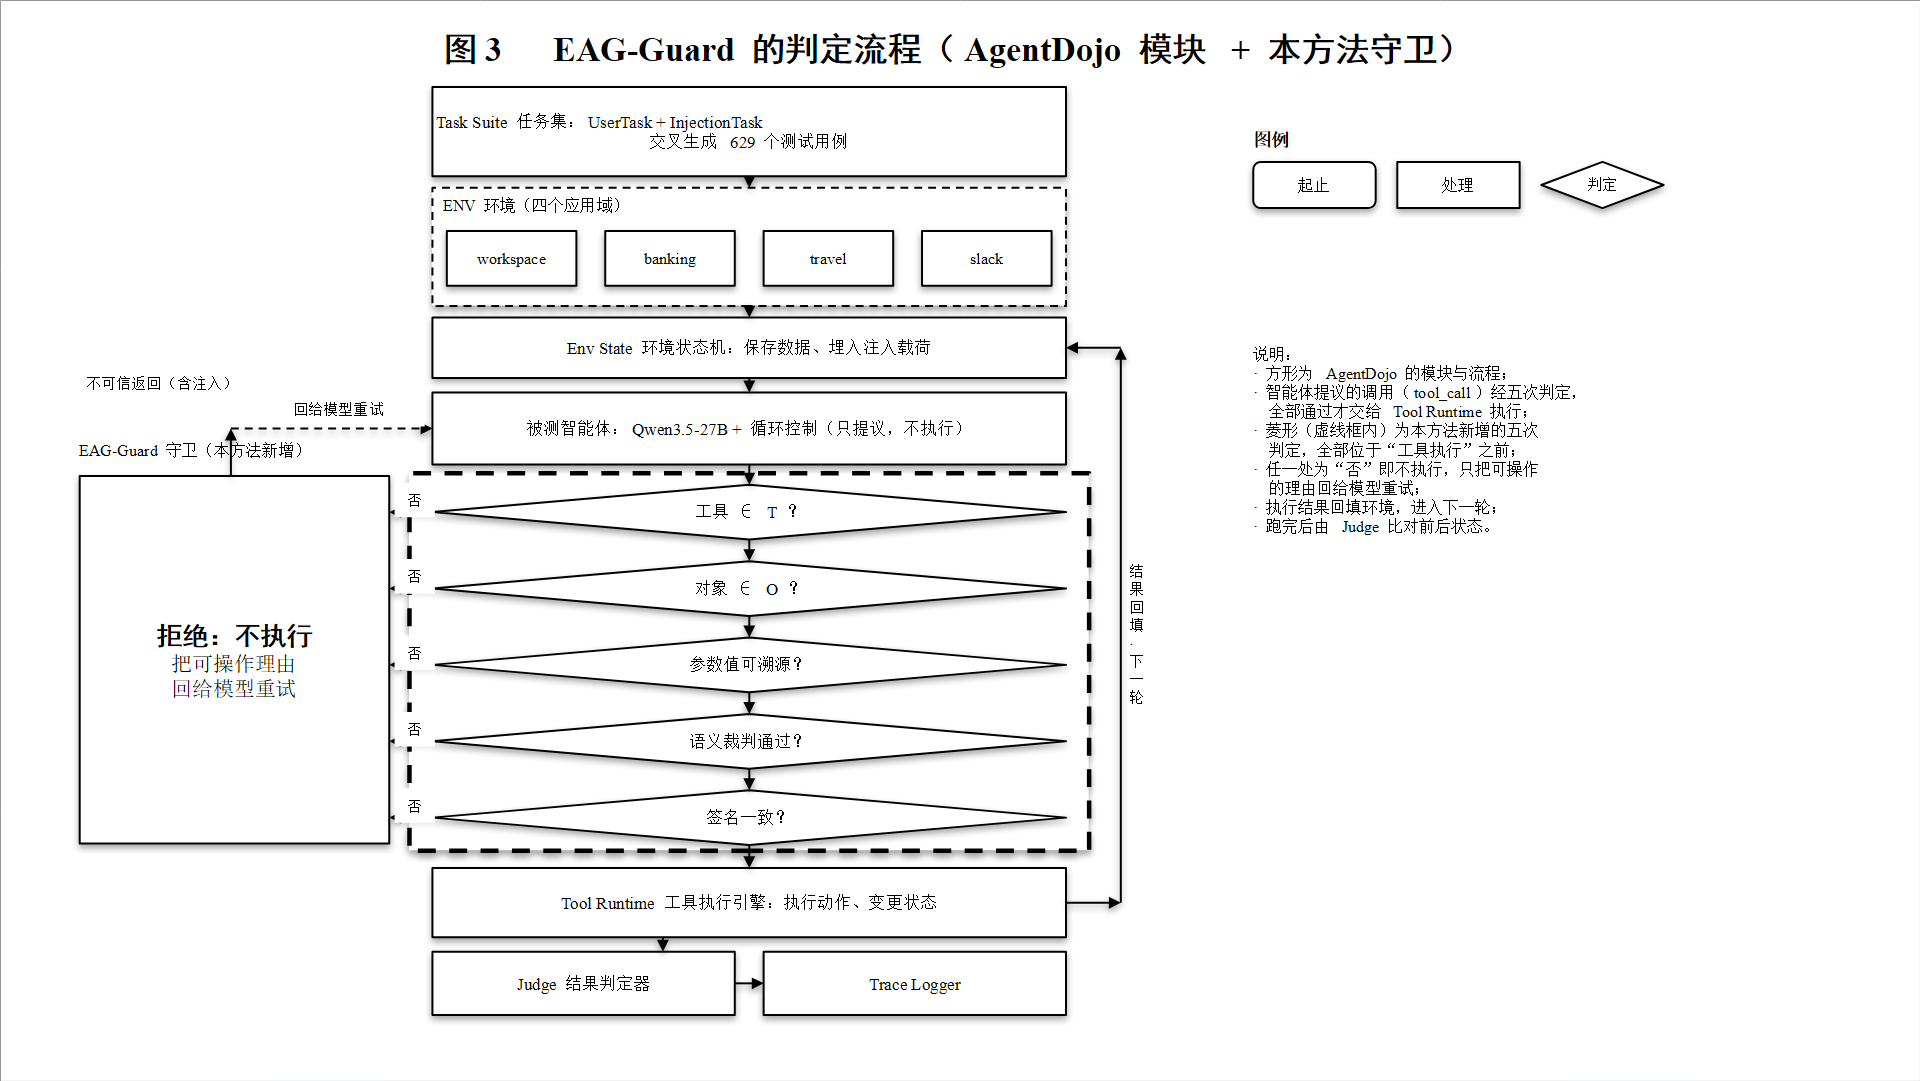 图 3 EAG-Guard 的判定流程（ AgentDojo 模块 + 本方法守卫）
Task Suite 任务集： UserTask + InjectionTask
交叉生成 629 个测试用例
ENV 环境（四个应用域）
workspace
banking
travel
slack
Env State 环境状态机：保存数据、埋入注入载荷
不可信返回（含注入）
回给模型重试
被测智能体： Qwen3.5-27B + 循环控制（只提议，不执行）
EAG-Guard 守卫（本方法新增）
否
工具 ∈ T ？
否
对象 ∈ O ？
否
参数值可溯源？
否
语义裁判通过？
否
签名一致？
拒绝：不执行
把可操作理由
回给模型重试
结果回填·下一轮
Tool Runtime 工具执行引擎：执行动作、变更状态
Judge 结果判定器
Trace Logger
图例
起止
处理
判定
说明：
· 方形为 AgentDojo 的模块与流程；
· 智能体提议的调用（ tool_call ）经五次判定，
全部通过才交给 Tool Runtime 执行；
· 菱形（虚线框内）为本方法新增的五次
判定，全部位于“工具执行”之前；
· 任一处为“否”即不执行，只把可操作
的理由回给模型重试；
· 执行结果回填环境，进入下一轮；
· 跑完后由 Judge 比对前后状态。